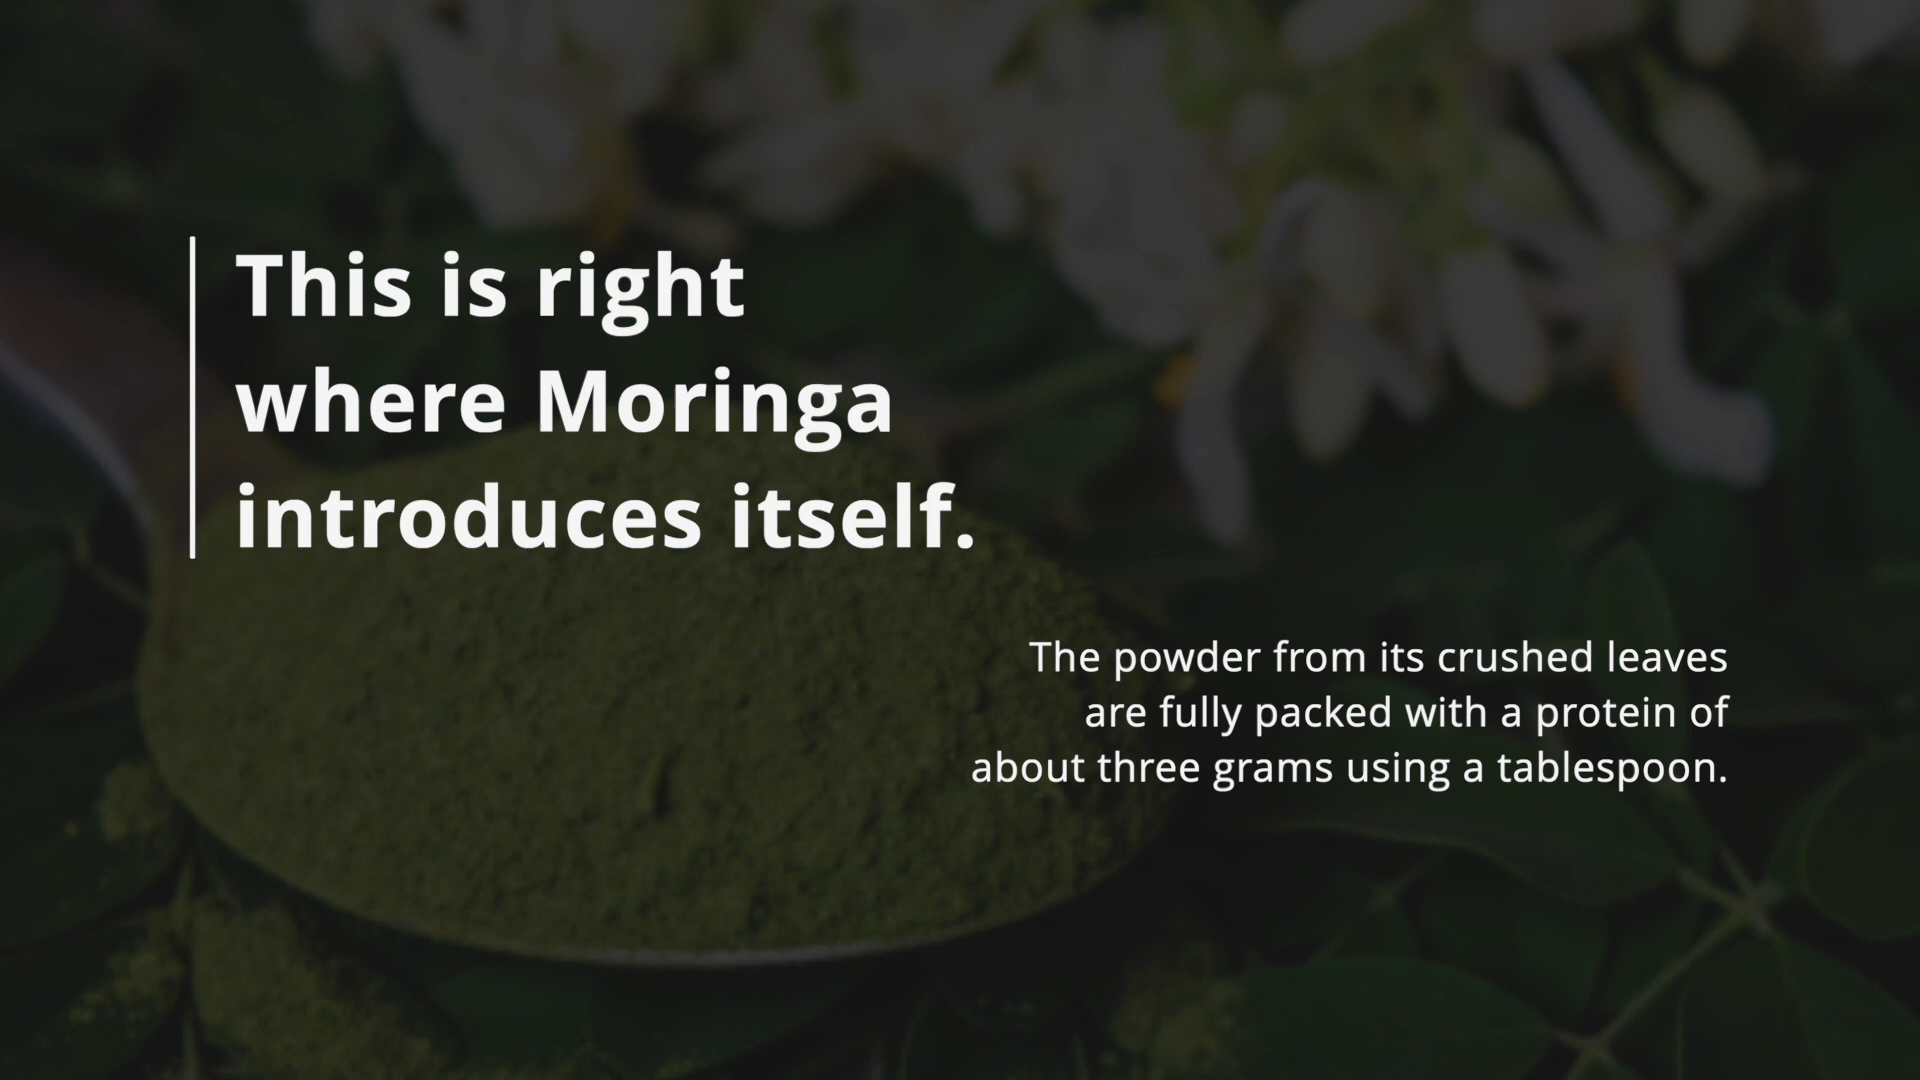 This is right
where Moringa
introduces itself.
The powder from its crushed leaves
are fully packed with a protein of
about three grams using a tablespoon.